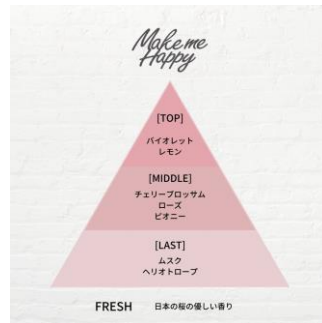 Make me
Happy
[TOP]
バイオレット
レモン
[MIDDLE]
チェリーブロッサム
ローズ
ピオニー
[LAST]
ムスク
ヘリオトロープ
FRESH 日本の桜の優しい香り